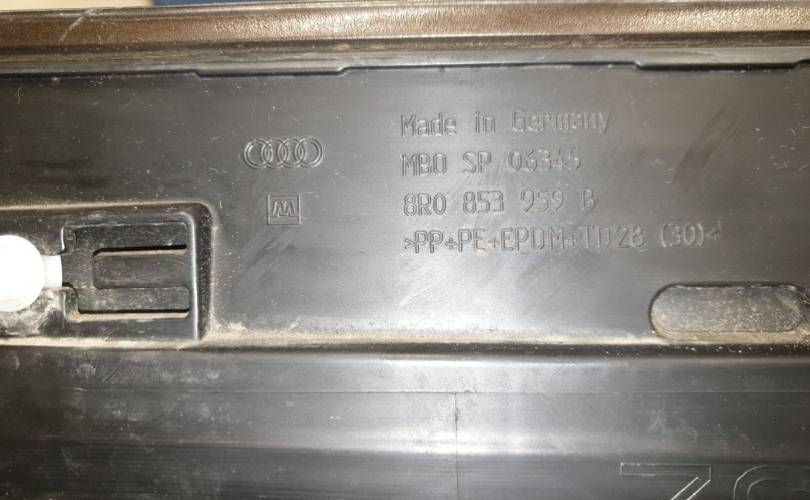 Made in Germany
MBO SP 06345
8R0 853 959 B
>PP+PE+EPDM+TD28 (30)<